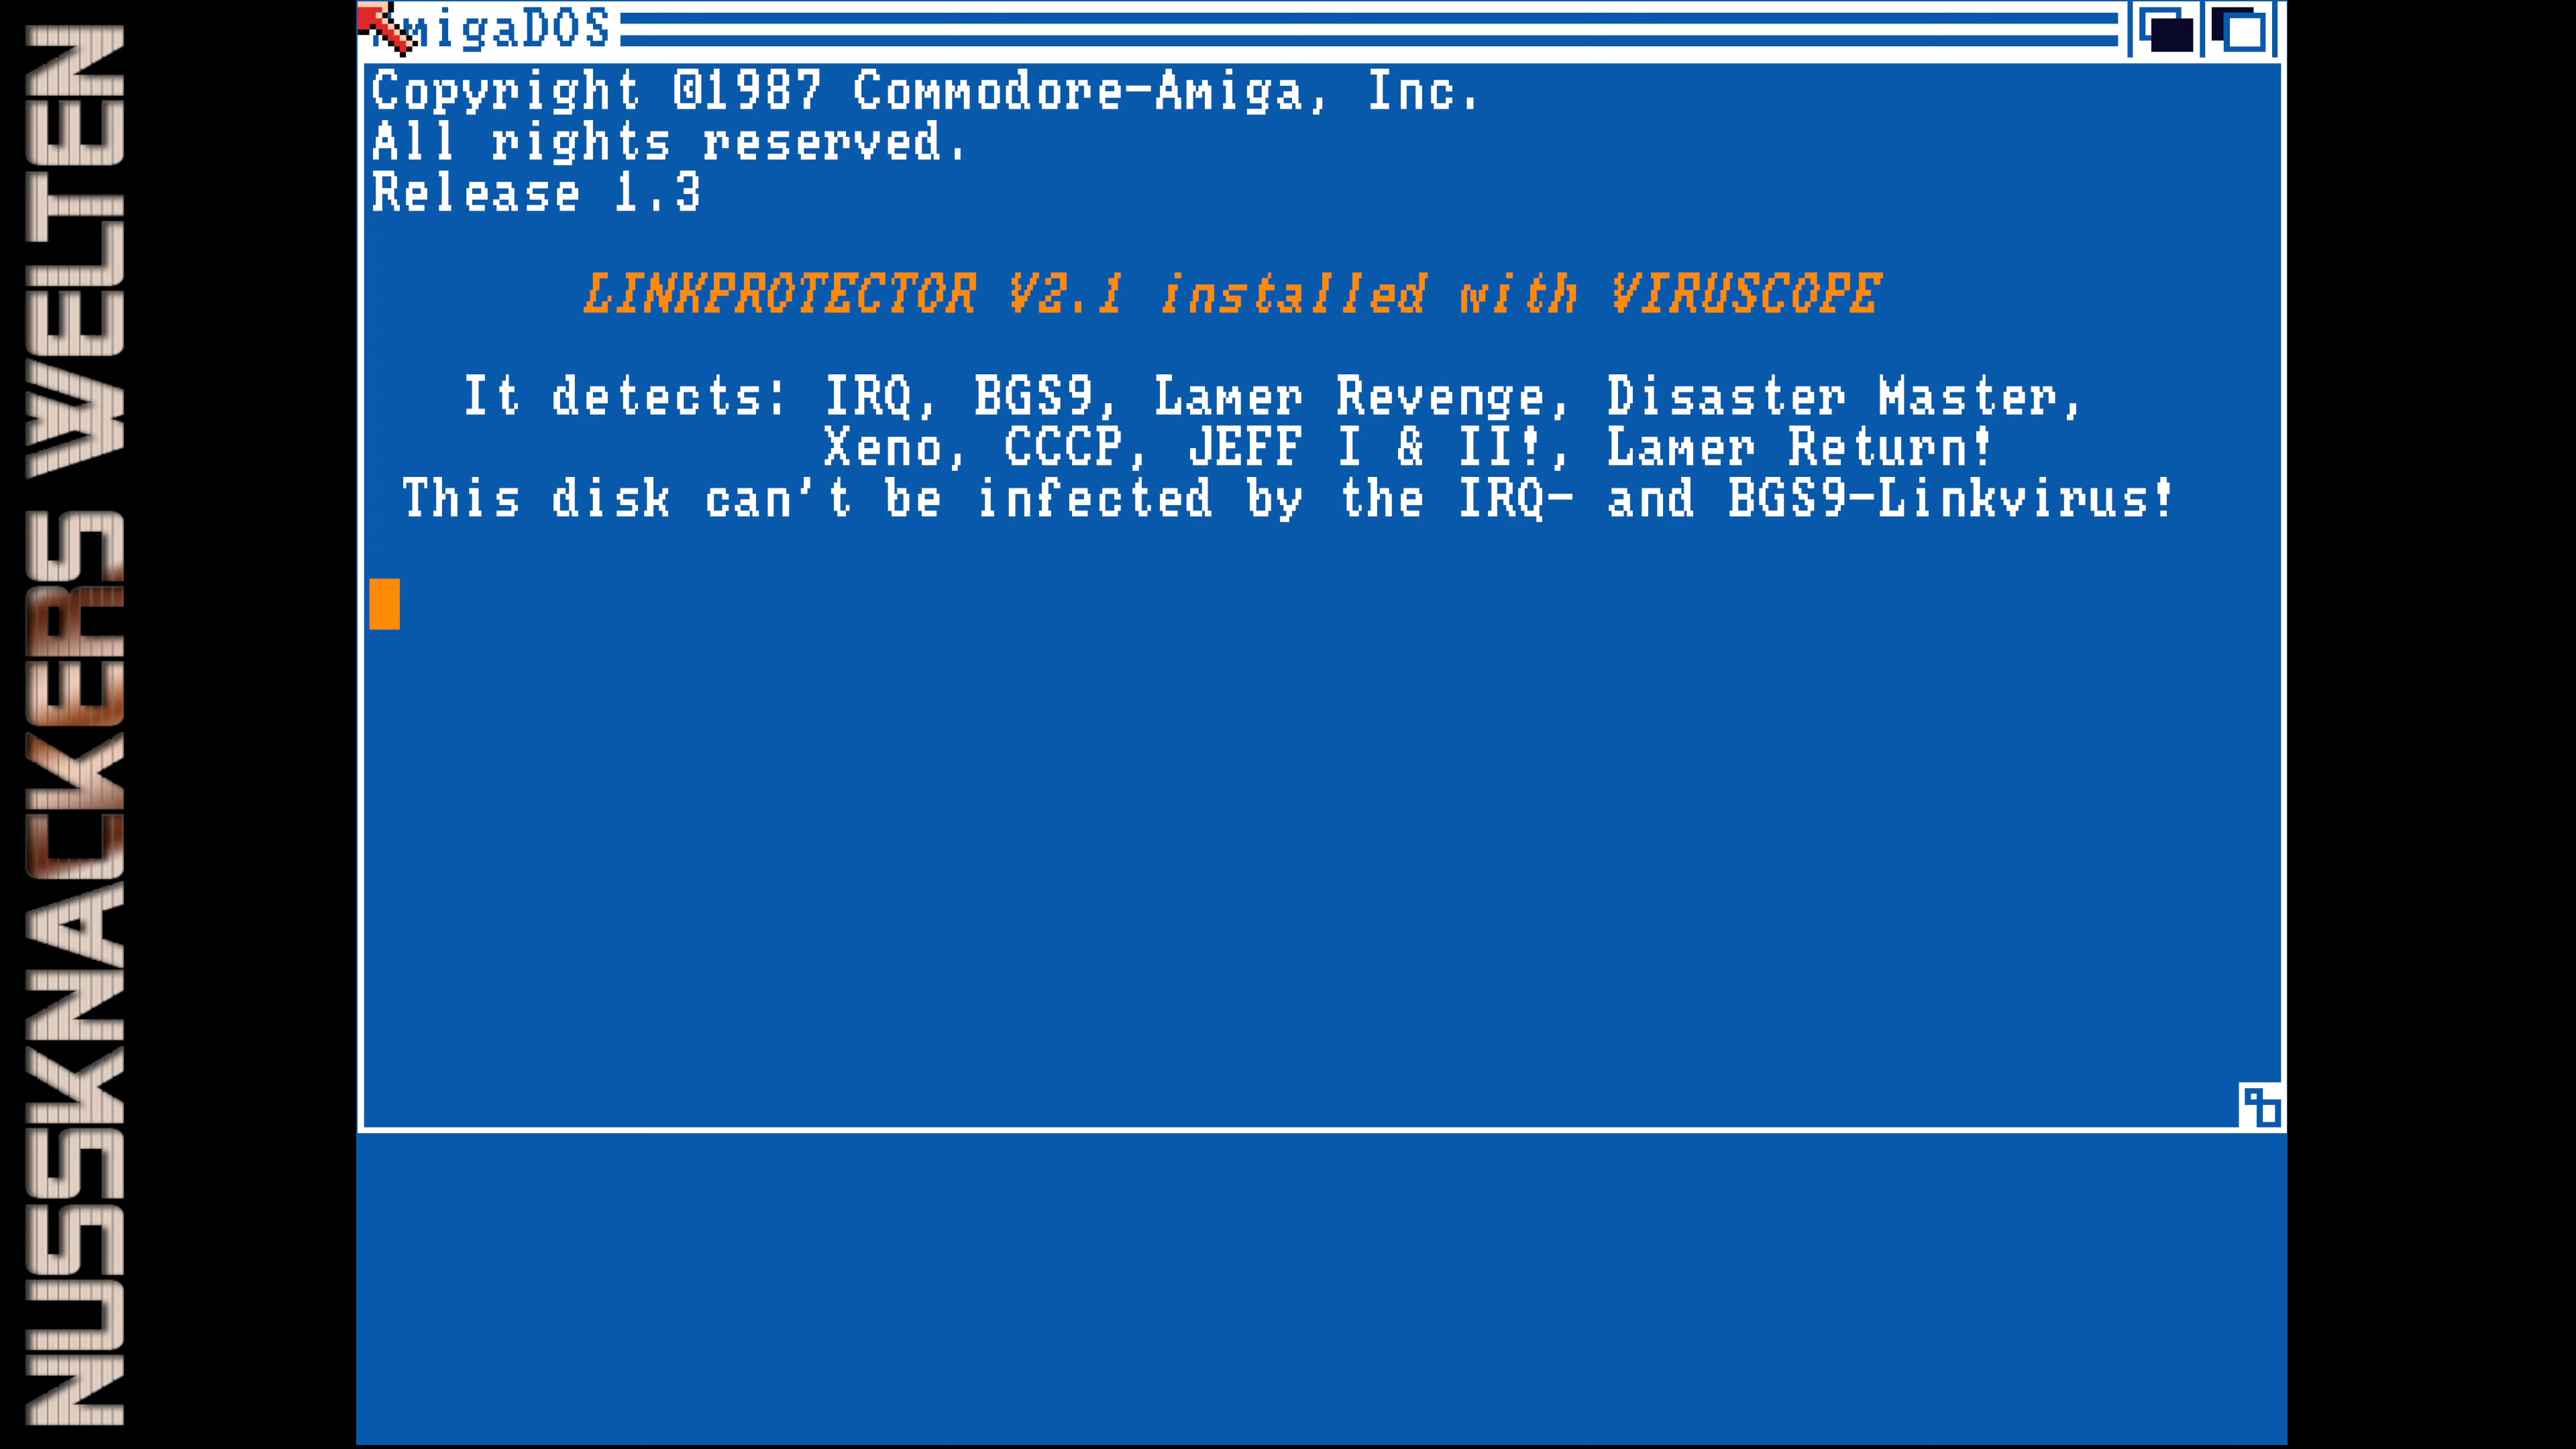 NUSSKNACKERS WELTEN
AmigaDOS
Copyright ©1987 Commodore-Amiga, Inc.
All rights reserved.
Release 1.3
LINKPROTECTOR V2.1 installed with VIRUSCOPE
It detects: IRQ, BGS9, Lamer Revenge, Disaster Master,
Xeno, CCCP, JEFF I & II!, Lamer Return!
This disk can't be infected by the IRQ- and BGS9-Linkvirus!